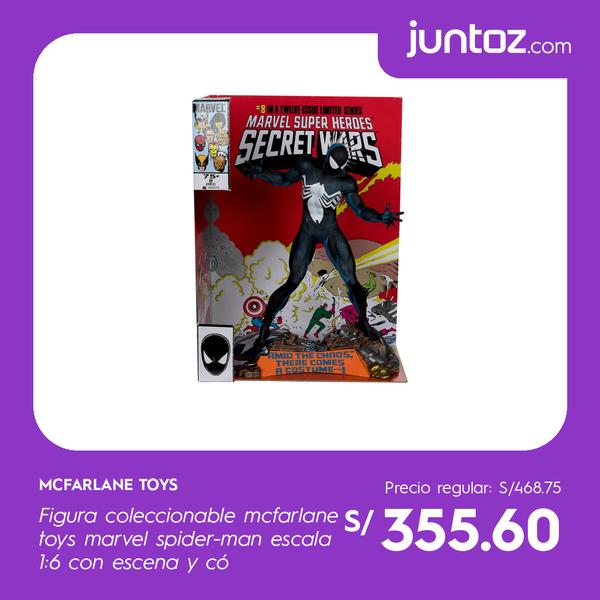 juntoz.com
MARVEL
75¢
8
DEC
#8 IN A TWELVE-ISSUE LIMITED SERIES
MARVEL SUPER HEROES
SECRET WARS
AMID THE CHAOS,
THERE COMES
A COSTUME--!
MCFARLANE TOYS
Figura coleccionable mcfarlane
toys marvel spider-man escala
1:6 con escena y có
Precio regular: S/468.75
S/ 355.60